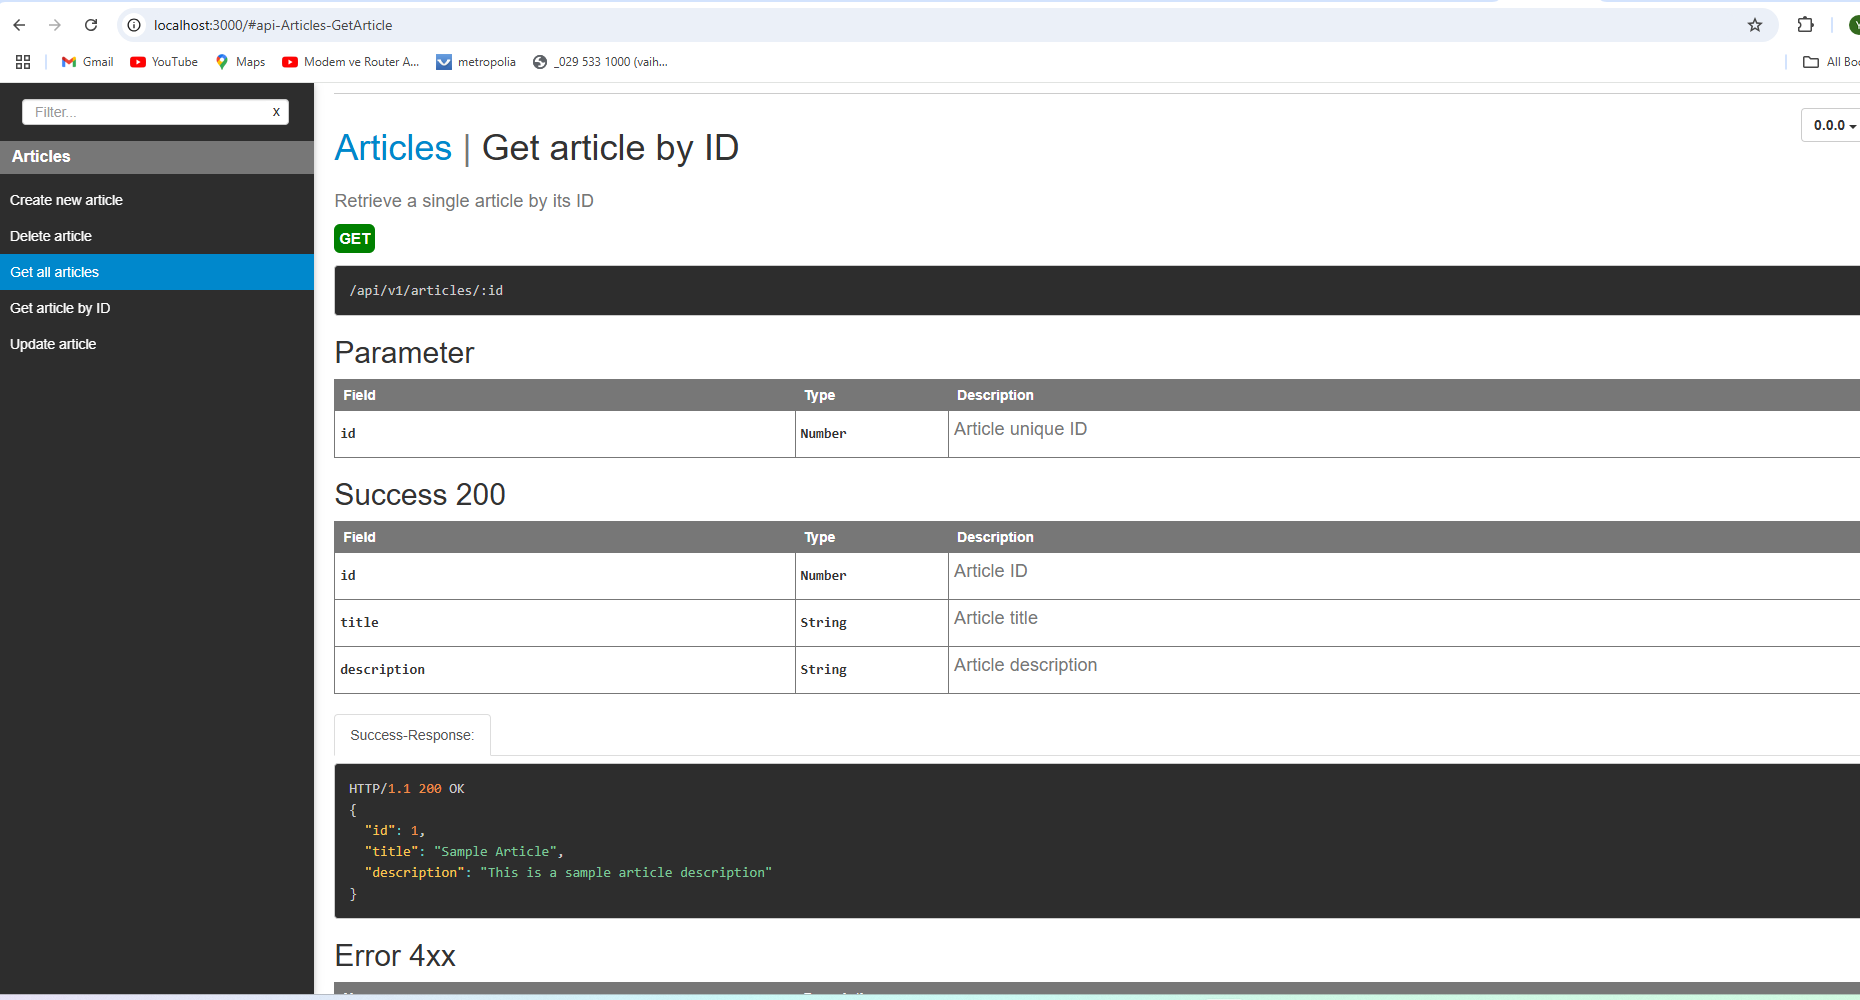 localhost:3000/#api-Articles-GetArticle
Gmail YouTube Maps Modem ve Router A... metropolia _029 533 1000 (vaih... All Boo
Filter... x
Articles
Create new article
Delete article
Get all articles
Get article by ID
Update article
Articles | Get article by ID
0.0.0
Retrieve a single article by its ID
GET
/api/v1/articles/:id
Parameter
Field Type Description
id Number Article unique ID
Success 200
Field Type Description
id Number Article ID
title String Article title
description String Article description
Success-Response:
HTTP/1.1 200 OK
{
"id": 1,
"title": "Sample Article",
"description": "This is a sample article description"
}
Error 4xx